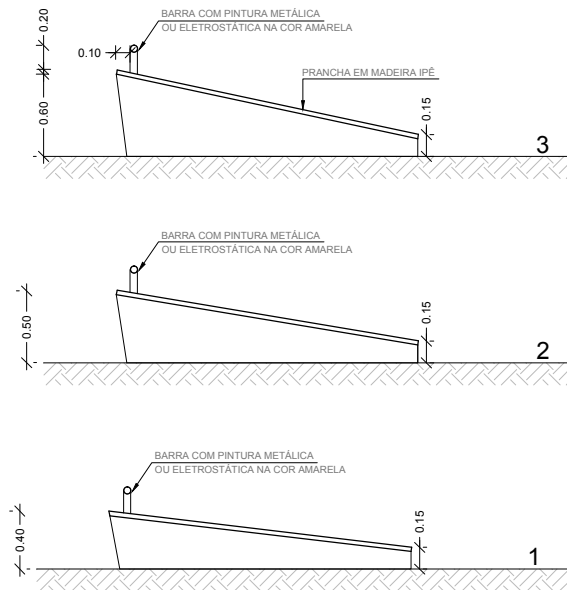 BARRA COM PINTURA METÁLICA
OU ELETROSTÁTICA NA COR AMARELA
0.20
0.10
PRANCHA EM MADEIRA IPÊ
0.60
0.15
3
BARRA COM PINTURA METÁLICA
OU ELETROSTÁTICA NA COR AMARELA
0.50
0.15
2
BARRA COM PINTURA METÁLICA
OU ELETROSTÁTICA NA COR AMARELA
0.40
0.15
1